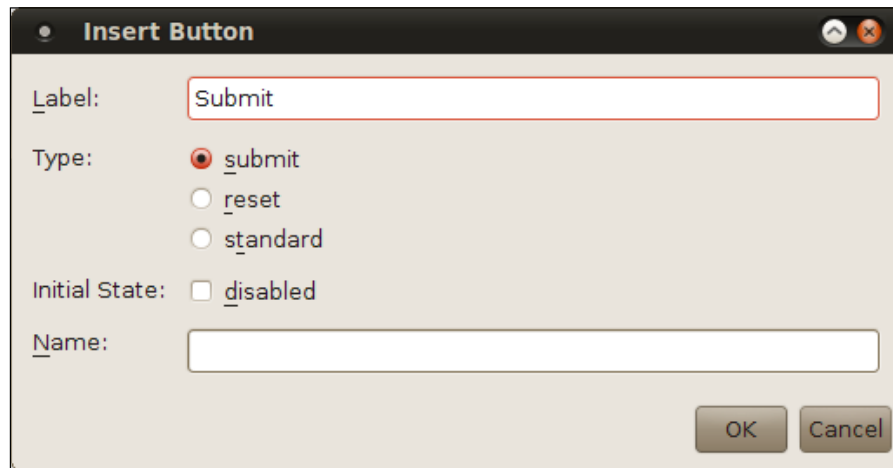 Insert Button
Label: Submit
Type: submit
reset
standard
Initial State: disabled
Name:
OK Cancel